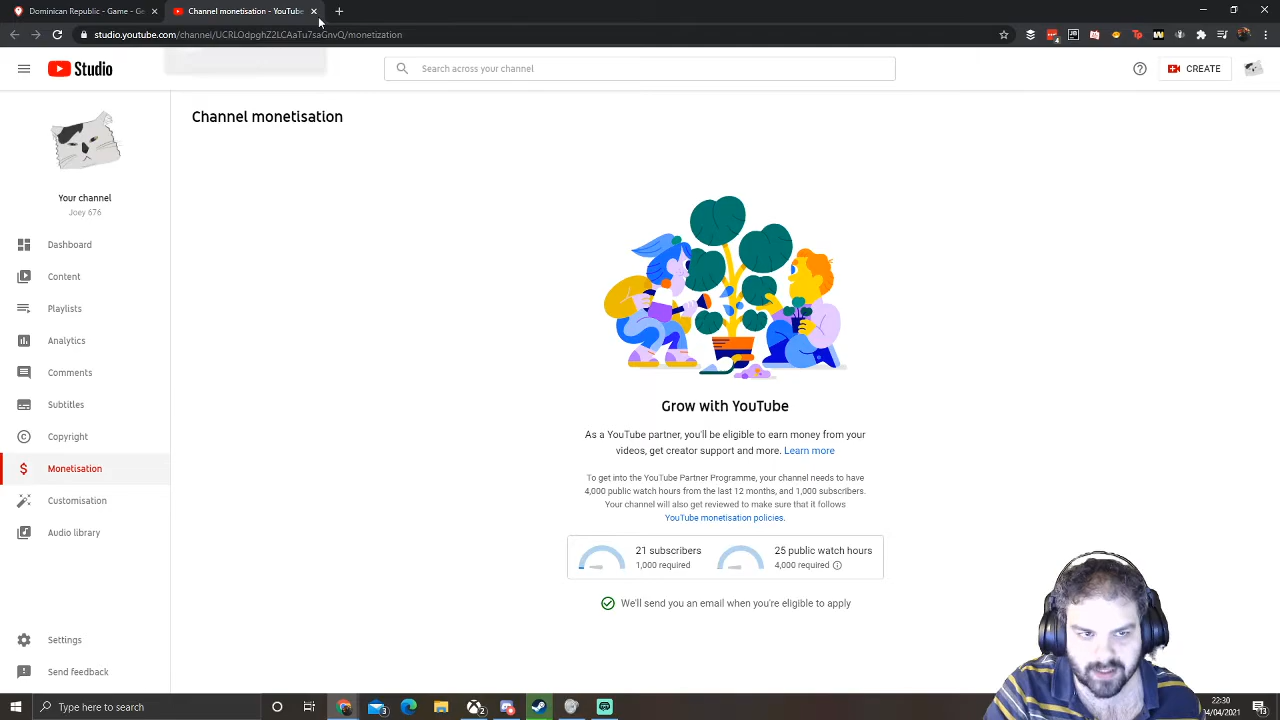 Dominican Republic - Game - Ge
Channel monetisation - YouTube
studio.youtube.com/channel/UCRLOdpghZ2LCAaTu7saGnvQ/monetization
Studio
Search across your channel
CREATE
Channel monetisation
Your channel
Joey 676
Dashboard
Content
Playlists
Analytics
Comments
Subtitles
Copyright
Monetisation
Customisation
Audio library
Settings
Send feedback
Grow with YouTube
As a YouTube partner, you'll be eligible to earn money from your
videos, get creator support and more. Learn more
To get into the YouTube Partner Programme, your channel needs to have
4,000 public watch hours from the last 12 months, and 1,000 subscribers.
Your channel will also get reviewed to make sure that it follows
YouTube monetisation policies.
21 subscribers
1,000 required
25 public watch hours
4,000 required
We'll send you an email when you're eligible to apply
Type here to search
22:30
04/04/2021